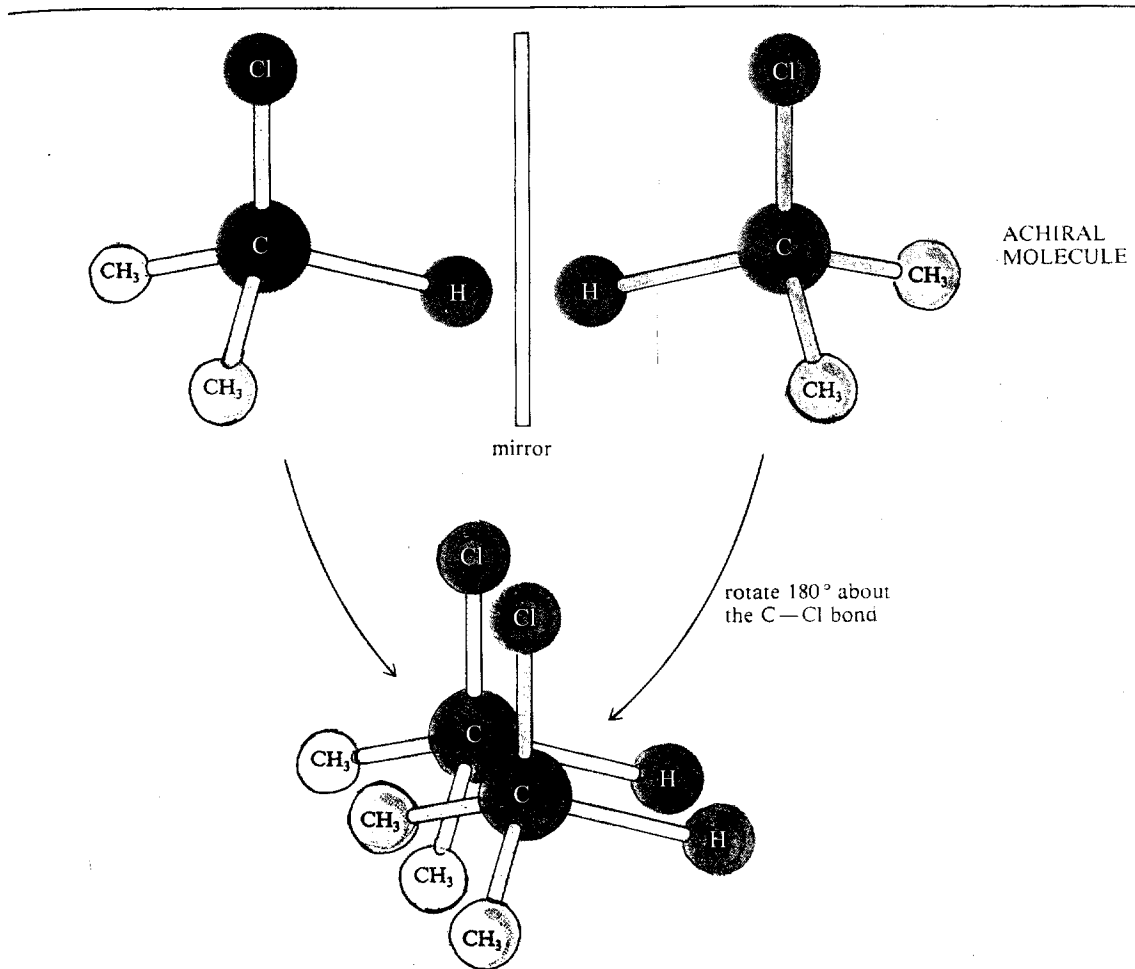 Cl
Cl
C
C
CH₃
CH₃
H
H
CH₃
CH₃
ACHIRAL
MOLECULE
mirror
rotate 180° about
the C—Cl bond
Cl
Cl
C
C
CH₃
H
CH₃
H
CH₃
CH₃